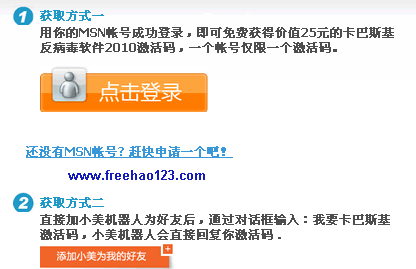 1 获取方式一
用你的MSN帐号成功登录，即可免费获得价值25元的卡巴斯基
反病毒软件2010激活码，一个帐号仅限一个激活码。
点击登录
还没有MSN帐号？赶快申请一个吧！
www.freehao123.com
2 获取方式二
直接加小美机器人为好友后，通过对话框输入：我要卡巴斯基
激活码，小美机器人会直接回复你激活码．
添加小美为我的好友